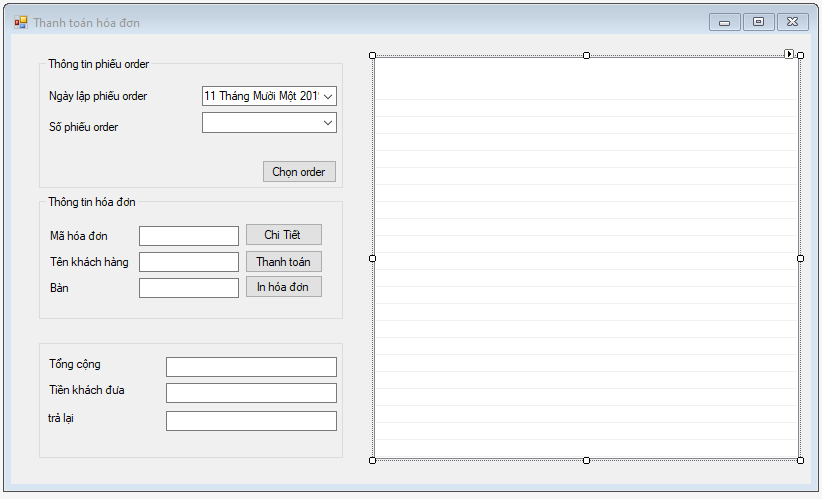 Thanh toán hóa đơn
Thông tin phiếu order
Ngày lập phiếu order
11 Tháng Mười Một 2019
Số phiếu order
Chọn order
Thông tin hóa đơn
Mã hóa đơn
Chi Tiết
Tên khách hàng
Thanh toán
Bàn
In hóa đơn
Tổng cộng
Tiền khách đưa
trả lại